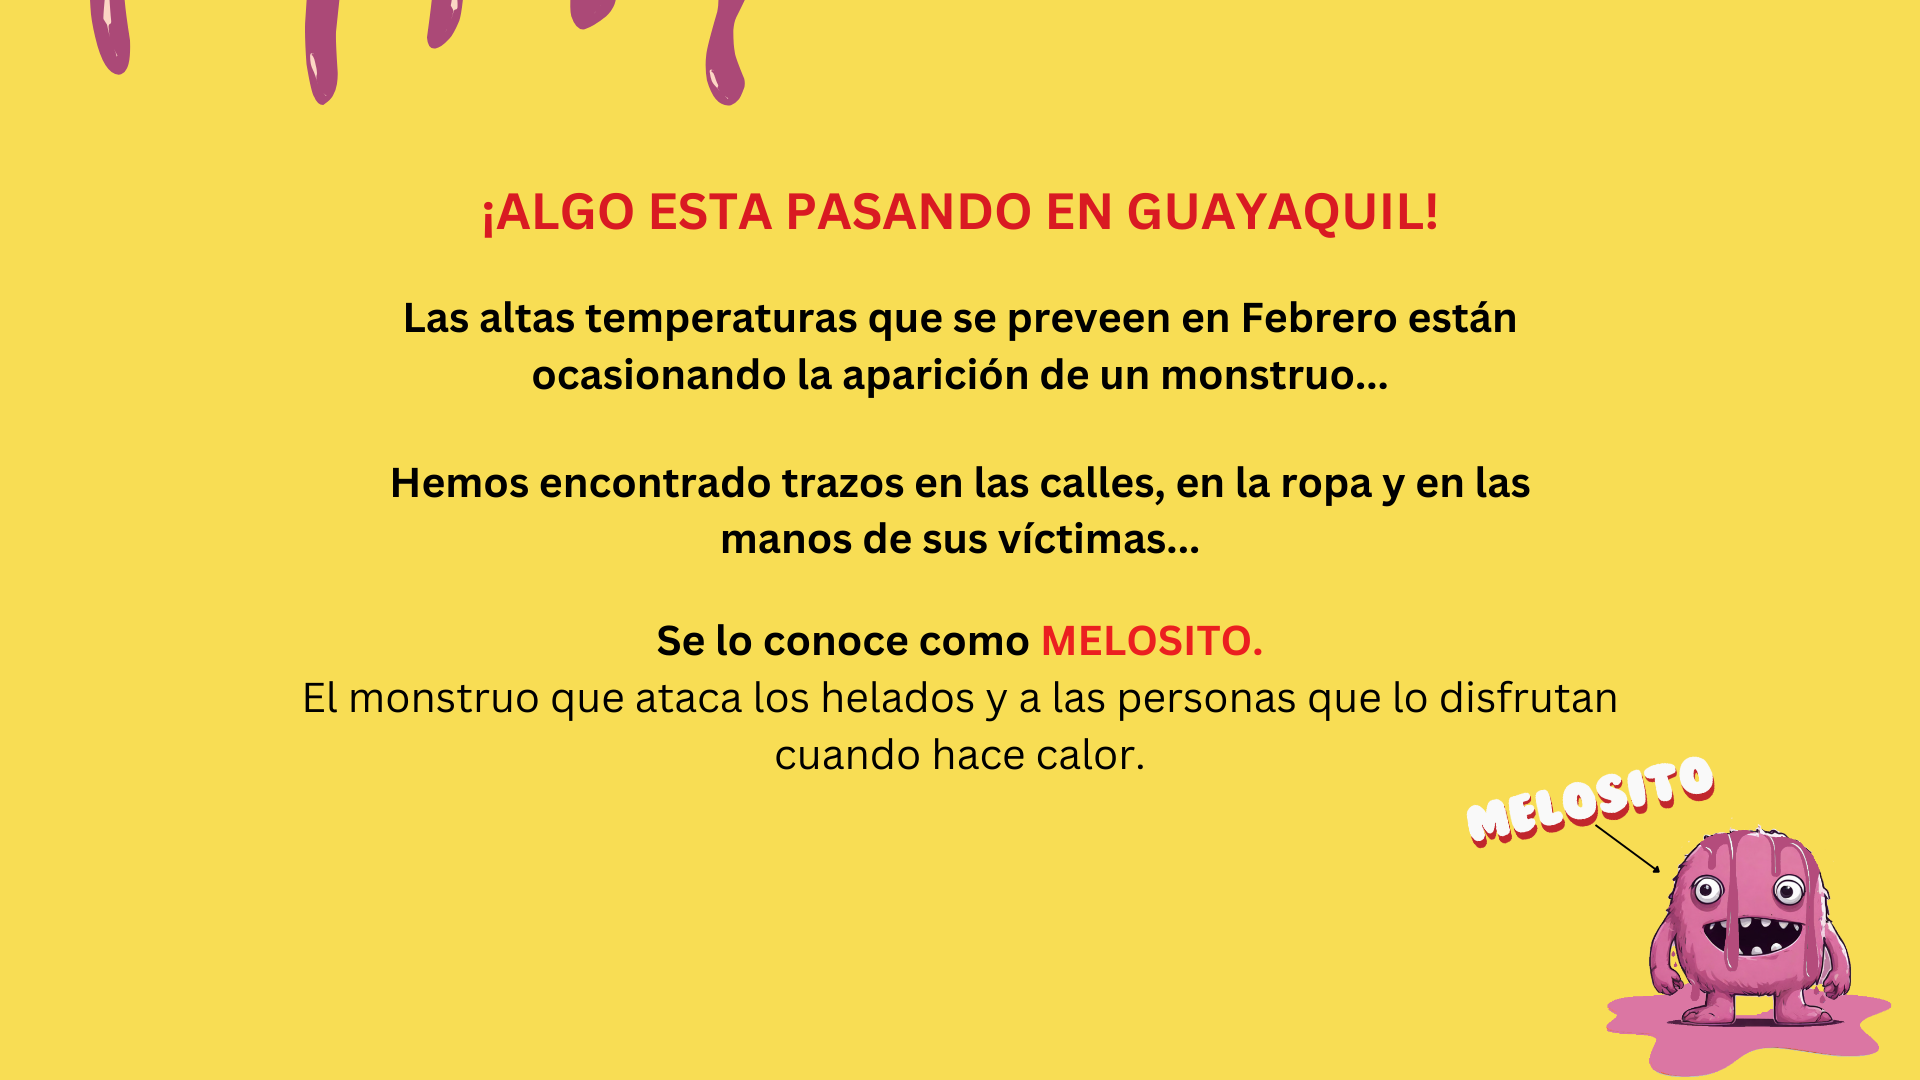 ¡ALGO ESTA PASANDO EN GUAYAQUIL!
Las altas temperaturas que se preveen en Febrero están
ocasionando la aparición de un monstruo...
Hemos encontrado trazos en las calles, en la ropa y en las
manos de sus víctimas...
Se lo conoce como MELOSITO.
El monstruo que ataca los helados y a las personas que lo disfrutan
cuando hace calor.
MELOSITO